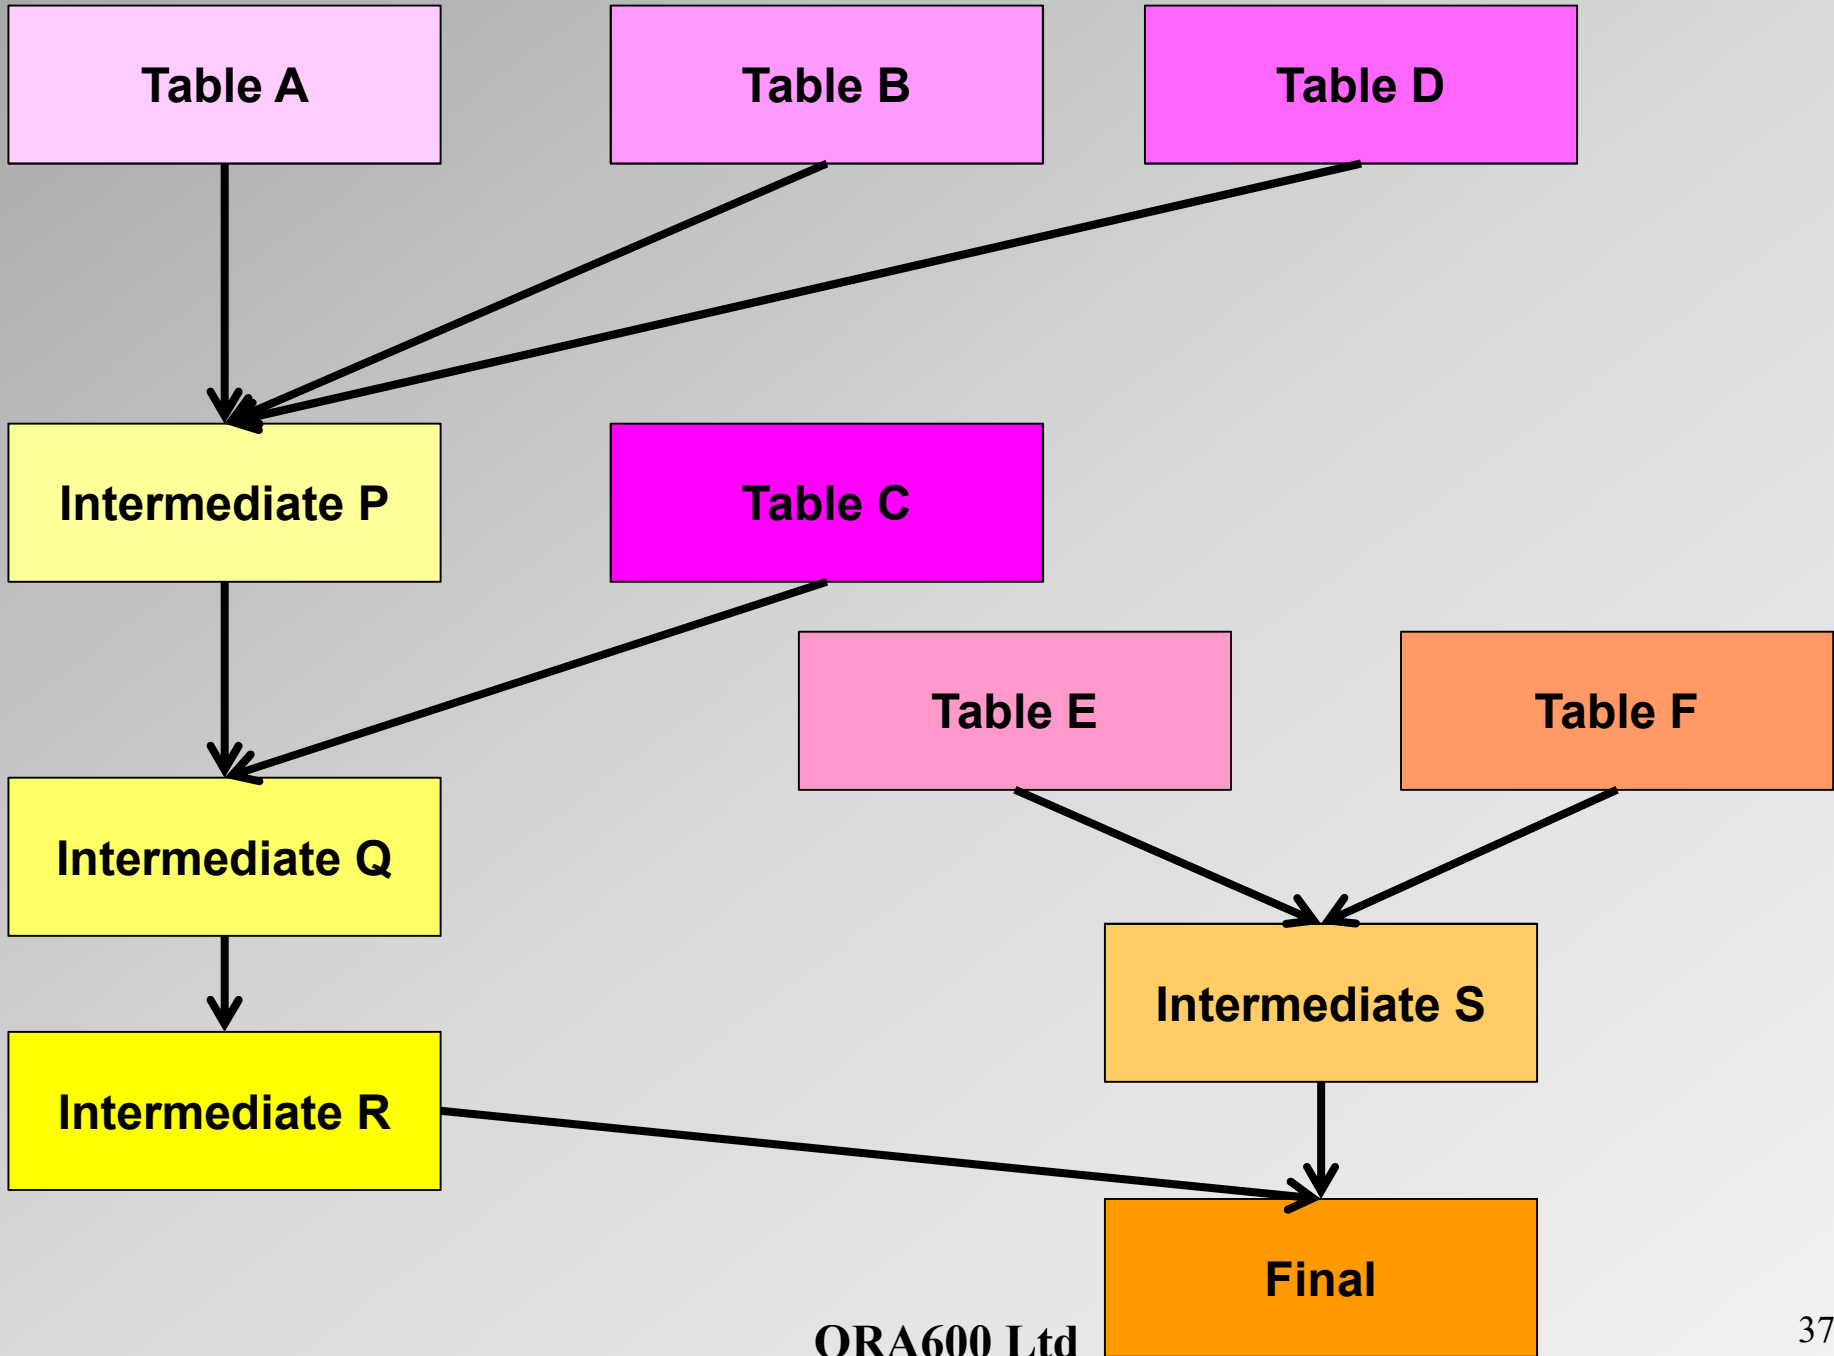 Table A
Table B
Table D
Intermediate P
Table C
Table E
Table F
Intermediate Q
Intermediate S
Intermediate R
Final
ORA600 Ltd
37